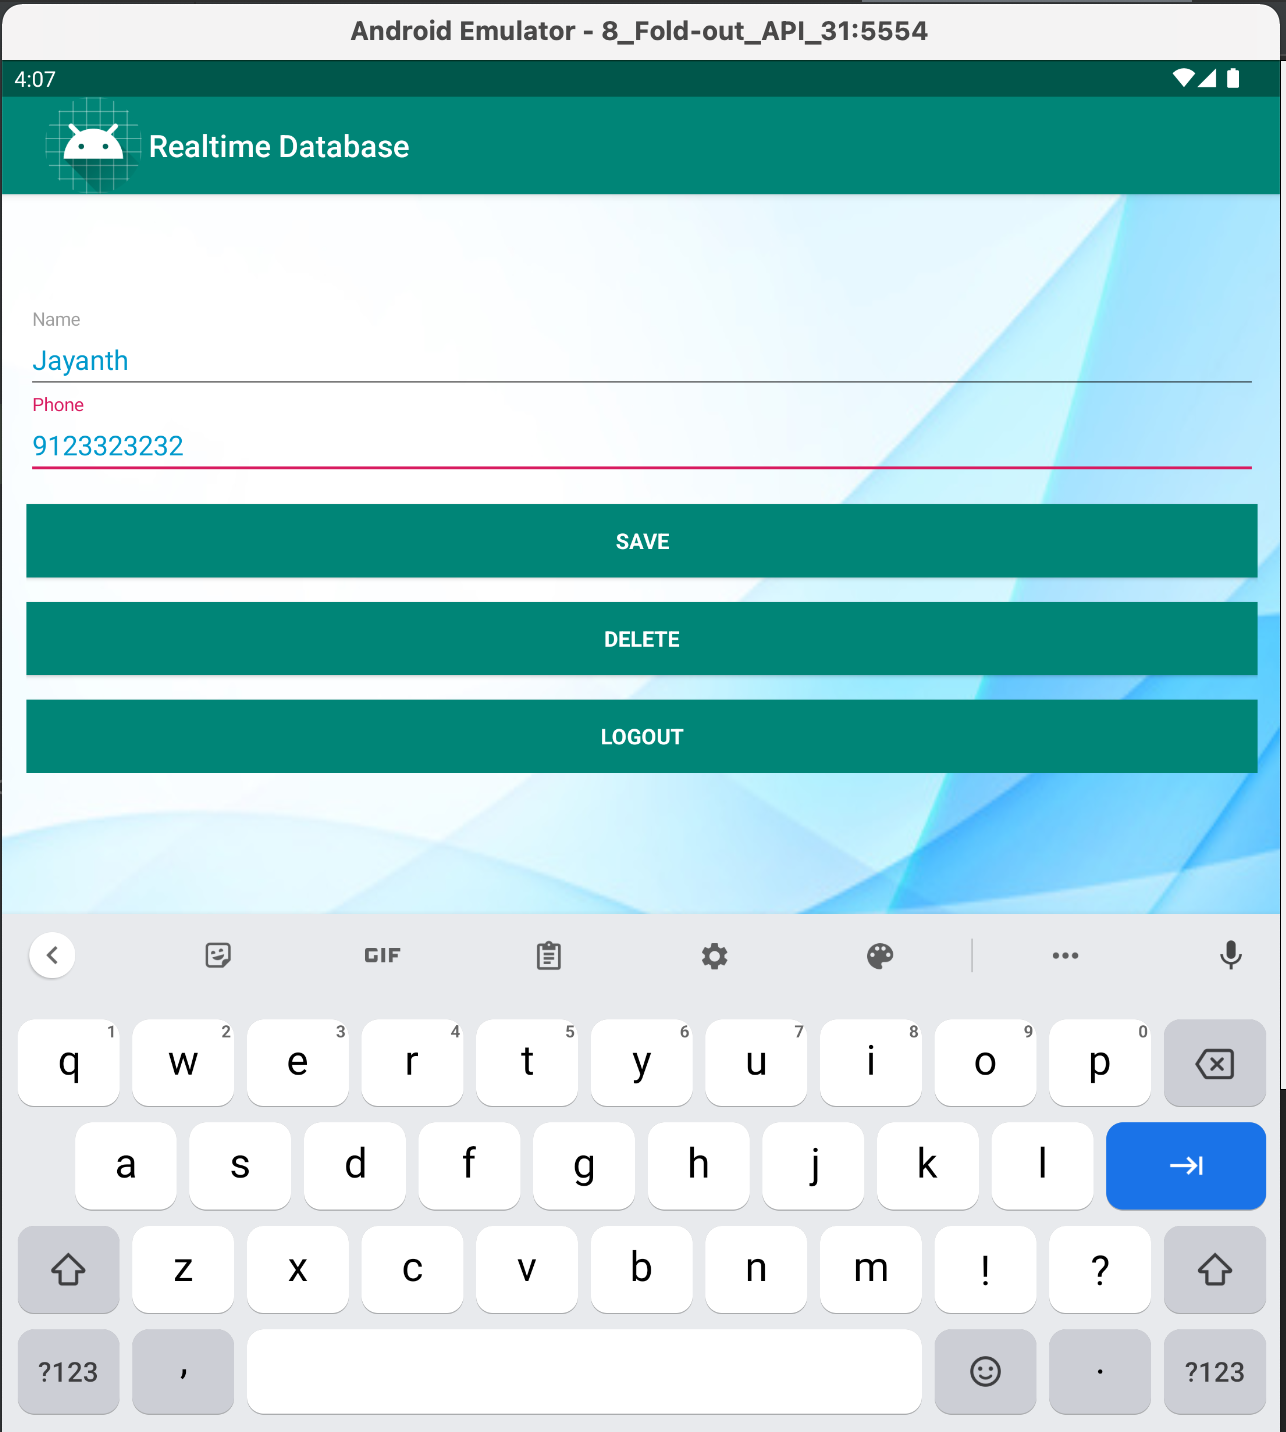 Android Emulator - 8_Fold-out_API_31:5554
4:07
Realtime Database
Name
Jayanth
Phone
9123323232
SAVE
DELETE
LOGOUT
GIF
q 1 w 2 e 3 r 4 t 5 y 6 u 7 i 8 o 9 p 0
a s d f g h j k l
z x c v b n m ! ?
?123 , . ?123